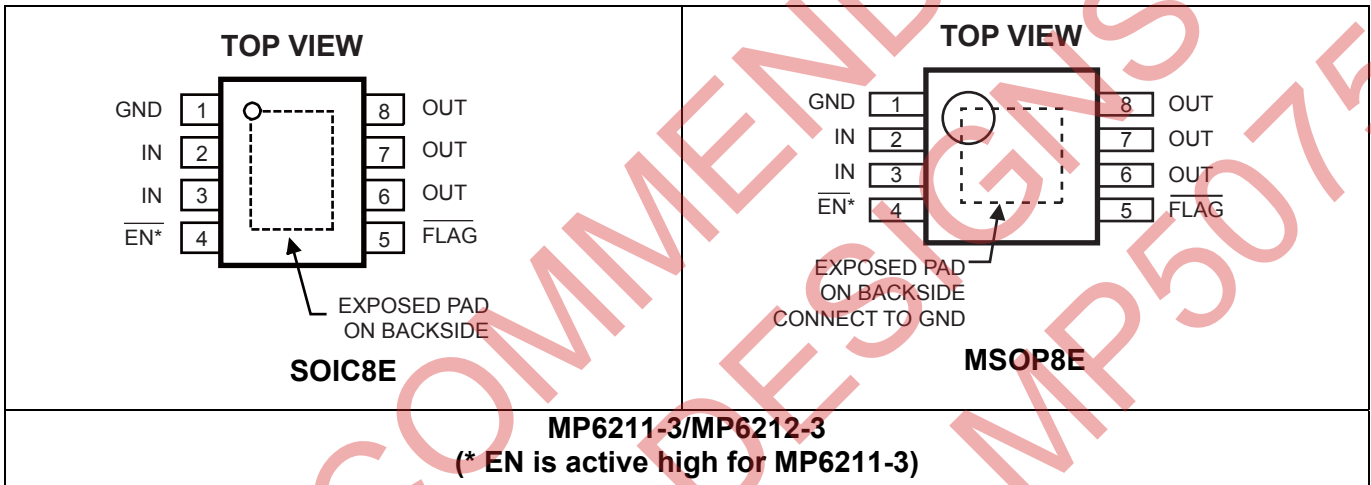 TOP VIEW
GND 1
IN 2
IN 3
EN* 4
8 OUT
7 OUT
6 OUT
5 FLAG
EXPOSED PAD
ON BACKSIDE
SOIC8E
TOP VIEW
GND 1
IN 2
IN 3
EN* 4
8 OUT
7 OUT
6 OUT
5 FLAG
EXPOSED PAD
ON BACKSIDE
CONNECT TO GND
MSOP8E
MP6211-3/MP6212-3
(* EN is active high for MP6211-3)
COMMEND
DESIGNS
MP5075